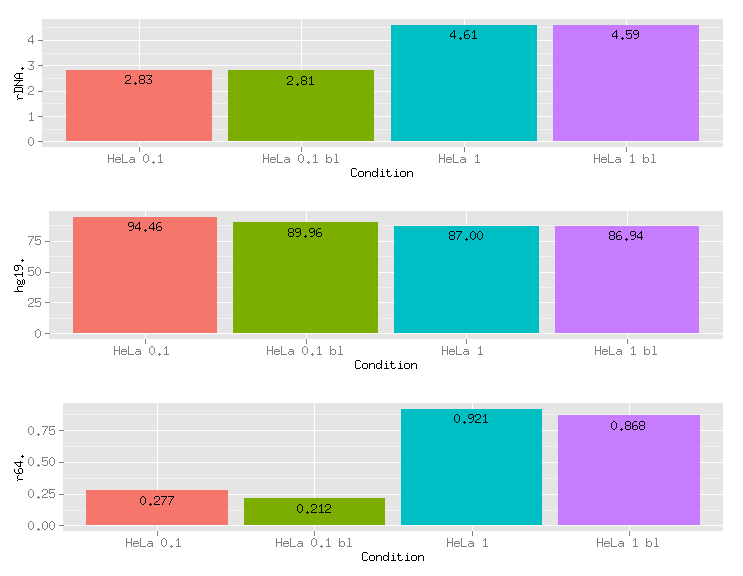 rDNA.
4
3
2
1
0
2.83
2.81
4.61
4.59
HeLa 0.1
HeLa 0.1 bl
HeLa 1
HeLa 1 bl
Condition
hg19.
75
50
25
0
94.46
89.96
87.00
86.94
HeLa 0.1
HeLa 0.1 bl
HeLa 1
HeLa 1 bl
Condition
r64.
0.75
0.50
0.25
0.00
0.277
0.212
0.921
0.868
HeLa 0.1
HeLa 0.1 bl
HeLa 1
HeLa 1 bl
Condition